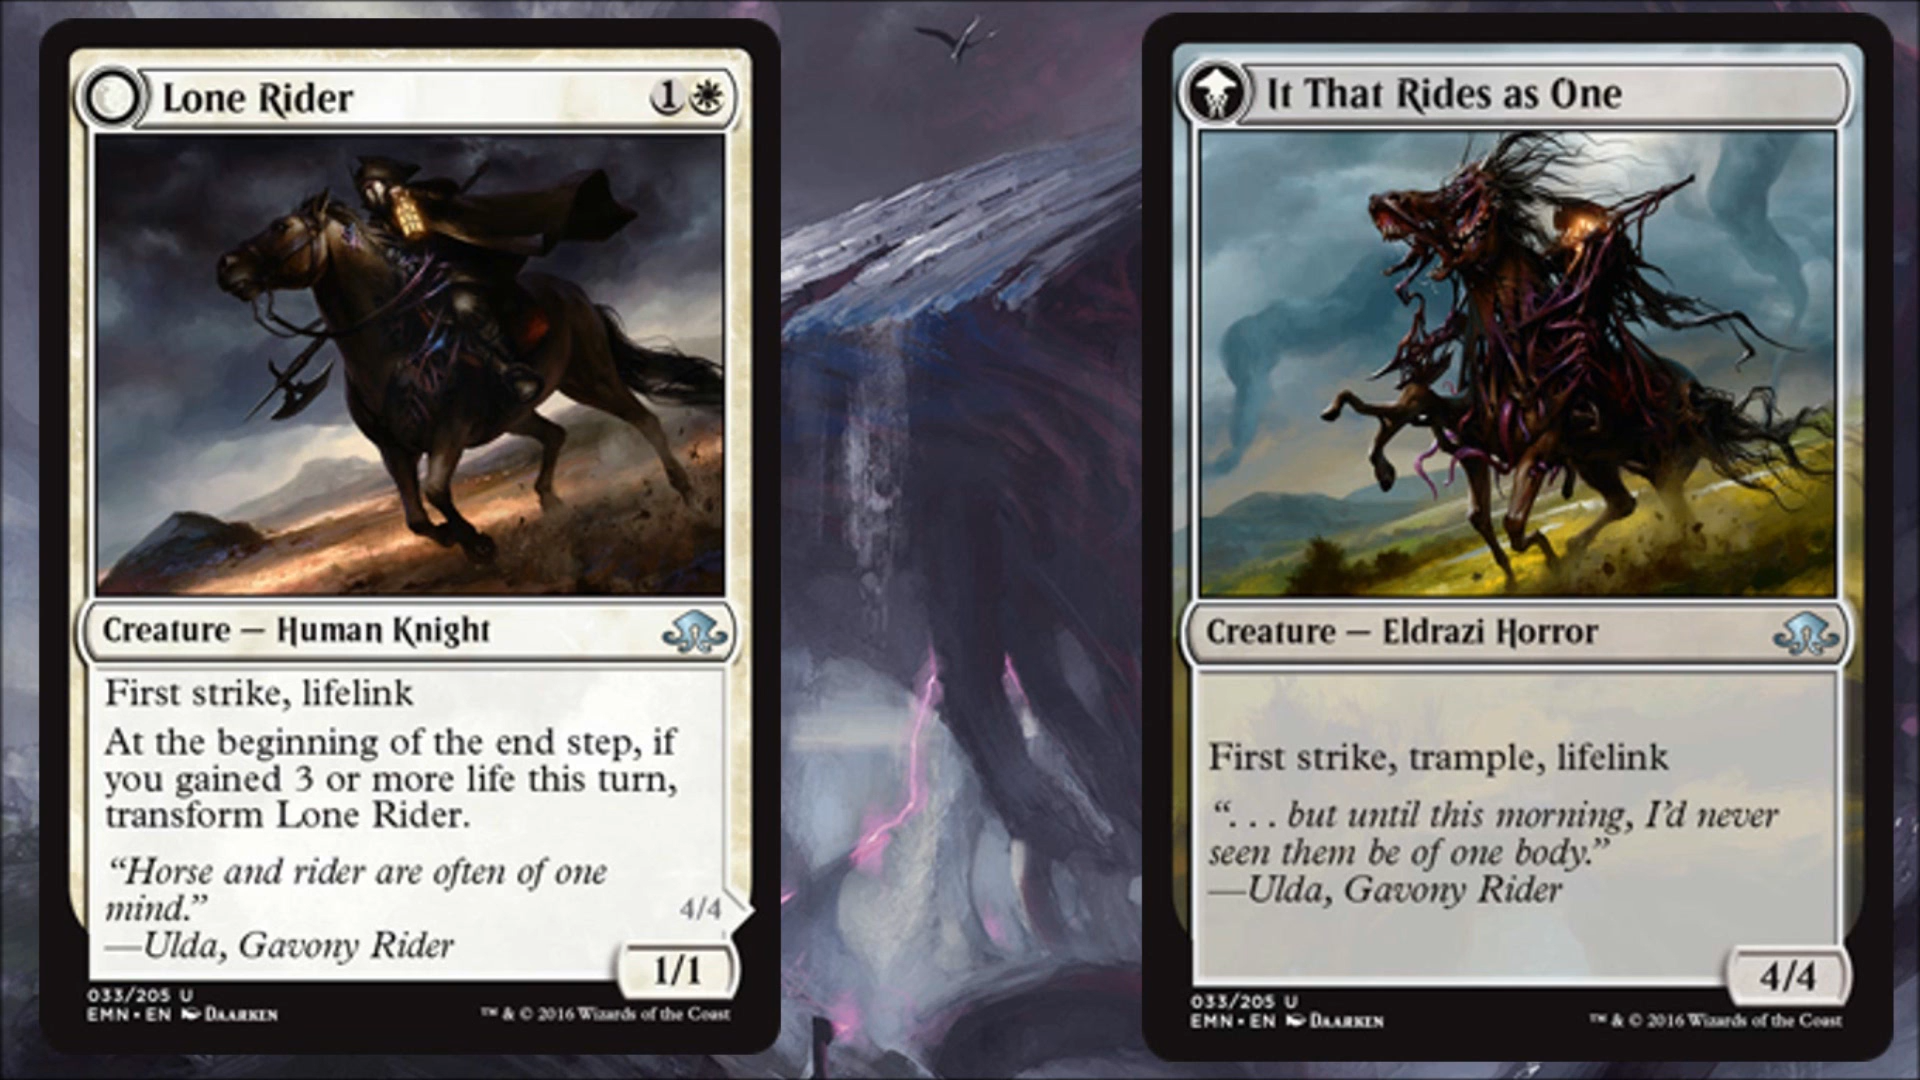 Lone Rider
1
Creature — Human Knight
First strike, lifelink
At the beginning of the end step, if
you gained 3 or more life this turn,
transform Lone Rider.
“Horse and rider are often of one
mind.”
—Ulda, Gavony Rider
4/4
1/1
033/205 U
EMN • EN DAARKEN
™ & © 2016 Wizards of the Coast
It That Rides as One
Creature — Eldrazi Horror
First strike, trample, lifelink
“. . . but until this morning, I’d never
seen them be of one body.”
—Ulda, Gavony Rider
4/4
033/205 U
EMN • EN DAARKEN
™ & © 2016 Wizards of the Coast